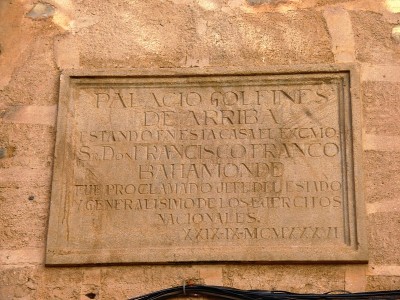 PALACIO GOLFINES
DE ARRIBA
ESTANDO EN ESTA CASA EL EXCMO
SR. DON FRANCISCO FRANCO
BAHAMONDE
FUE PROCLAMADO JEFE DEL ESTADO
Y GENERALISIMO DE LOS EJERCITOS
NACIONALES.
XXIX-IX-MCMXXXVI